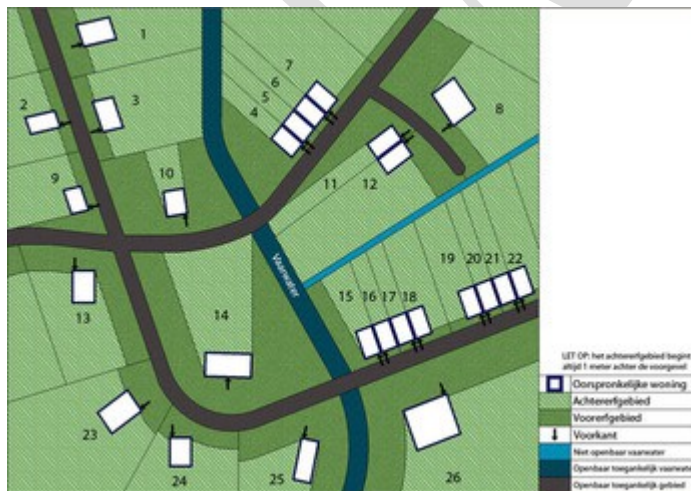 1
7
6
5
4
2
3
8
9
10
11
12
Vaarwater
13
14
15
16
17
18
19
20
21
22
23
24
25
26
LET OP: het achtererfgebied begint
altijd 1 meter achter de voorgevel
Oorspronkelijke woning
Achtererfgebied
Voorerfgebied
Voorkant
Niet openbaar vaarwater
Openbaar toegankelijk vaarwate
Openbaar toegankelijk gebied